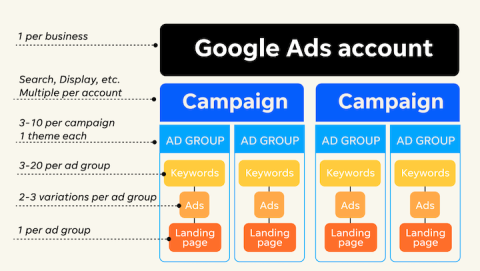 1 per business
Google Ads account
Search, Display, etc.
Multiple per account
Campaign
Campaign
3-10 per campaign
1 theme each
AD GROUP
AD GROUP
AD GROUP
AD GROUP
3-20 per ad group
Keywords
Keywords
Keywords
Keywords
2-3 variations per ad group
Ads
Ads
Ads
Ads
1 per ad group
Landing
page
Landing
page
Landing
page
Landing
page